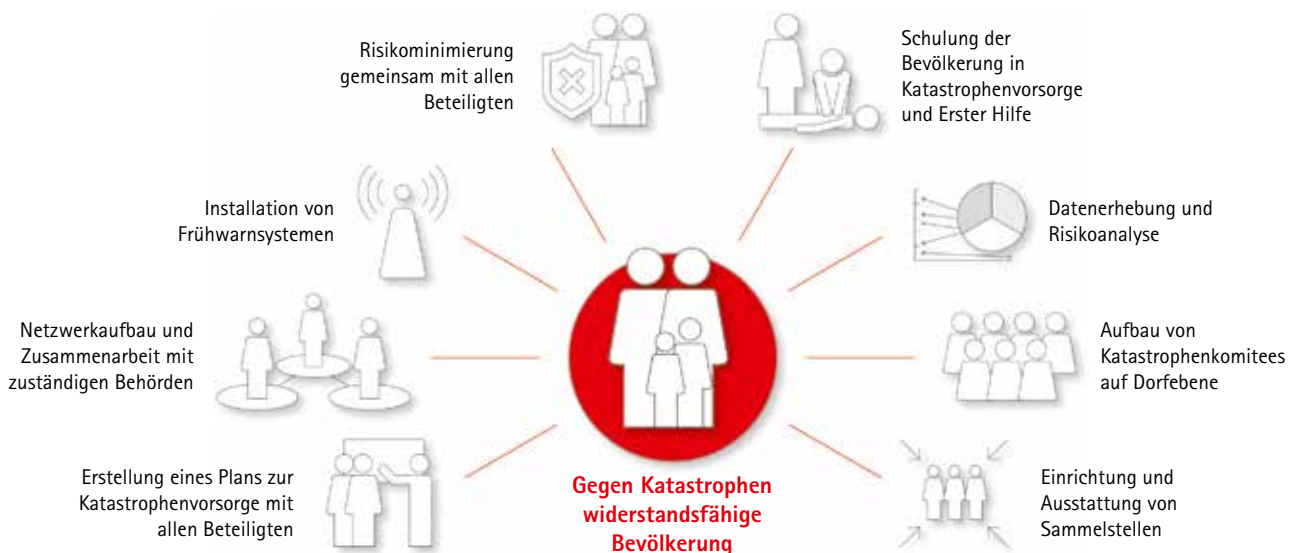 Risikominimierung
gemeinsam mit allen
Beteiligten
Schulung der
Bevölkerung in
Katastrophenvorsorge
und Erster Hilfe
Installation von
Frühwarnsystemen
Datenerhebung und
Risikoanalyse
Netzwerkaufbau und
Zusammenarbeit mit
zuständigen Behörden
Aufbau von
Katastrophenkomitees
auf Dorfebene
Erstellung eines Plans zur
Katastrophenvorsorge mit
allen Beteiligten
Gegen Katastrophen
widerstandsfähige
Bevölkerung
Einrichtung und
Ausstattung von
Sammelstellen